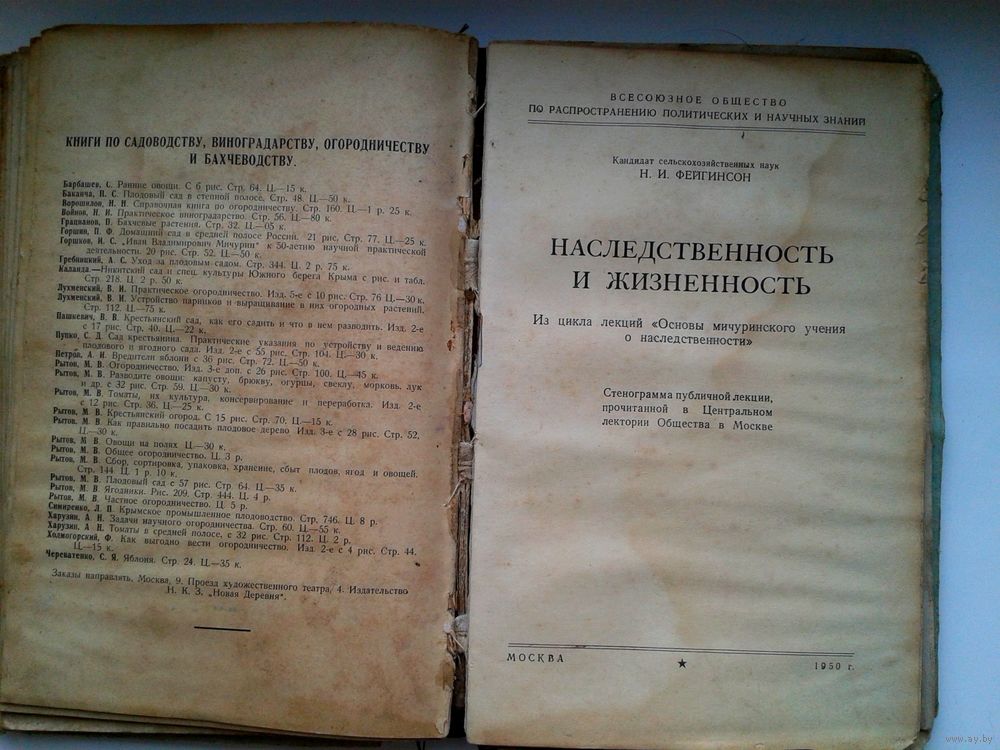 КНИГИ ПО САДОВОДСТВУ, ВИНОГРАДАРСТВУ, ОГОРОДНИЧЕСТВУ
И БАХЧЕВОДСТВУ.
Барбашев, С. Ранние овощи. С 6 рис. Стр. 64. Ц.—15 к.
Баканча, П. С. Плодовый сад в степной полосе. Стр. 48. Ц.—50 к.
Ворошилов, Н. Н. Справочная книга по огородничеству. Стр. 160. Ц.—1 р. 25 к.
Войнов, Н. И. Практическое виноградарство. Стр. 56. Ц.—80 к.
Грацианов, П. Бахчевые растения. Стр. 32. Ц.—05 к.
Горшин, П. Ф. Домашний сад в средней полосе России. 21 рис. Стр. 77. Ц.—25 к.
Горшков, И. С. „Иван Владимирович Мичурин" к 50-летию научной практической
деятельности. 20 рис. Стр. 52. Ц.—50 к.
Гребницкий, А. С. Уход за плодовым садом. Стр. 344. Ц. 2 р. 75 к.
Каланда.—Никитский сад и спец. культуры Южного берега Крыма с рис. и табл.
Стр. 218. Ц. 2 р. 50 к.
Духменский, В. И. Практическое огородничество. Изд. 5-е с 10 рис. Стр. 76 Ц.—30 к.
Духменский, В. И. Устройство парников и выращивание в них огородных растений.
Стр. 112. Ц.—75 к.
Пашкевич, В. В. Крестьянский сад, как его садить и что в нем разводить. Изд. 2-е
с 17 рис. Стр. 40. Ц.—22 к.
Пупко, С. Д. Сад крестьянина. Практические указания по устройству и ведению
плодового и ягодного сада. Изд. 2-е с 55 рис. Стр. 104. Ц.—30 к.
Петров, А. И. Вредители яблони с 36 рис. Стр. 72. Ц.—50 к.
Рытов, М. В. Огородничество. Изд. 3-е доп. с 26 рис. Стр. 100. Ц.—45 к.
Рытов, М. В. Разводите овощи: капусту, брюкву, огурцы, свеклу, морковь, лук
и др. с 32 рис. Стр. 59. Ц.—30 к.
Рытов, М. В. Томаты, их культура, консервирование и переработка. Изд. 2-е
с 12 рис. Стр. 36. Ц.—25 к.
Рытов, М. В. Крестьянский огород. С 15 рис. Стр. 70. Ц.—15 к.
Рытов, М. В. Как правильно посадить плодовое дерево Изд. 3-е с 28 рис. Стр. 52,
Ц.—30 к.
Рытов, М. В. Овощи на полях Ц.—30 к.
Рытов, М. В. Общее огородничество. Ц. 3 р.
Рытов, М. В. Сбор, сортировка, упаковка, хранение, сбыт плодов, ягод и овощей.
Стр. 144. Ц. 1 р. 10 к.
Рытов, М. В. Плодовый сад с 57 рис. Стр. 64. Ц.—35 к.
Рытов, М. В. Ягодники. Рис. 209. Стр. 444. Ц. 4 р.
Рытов, М. В. Частное огородничество. Ц. 5 р.
Симиренко, Л. П. Крымское промышленное плодоводство. Стр. 746. Ц. 8 р.
Харузин, А. Н. Задачи научного огородничества. Стр. 60. Ц.—55 к.
Харузин, А. Н. Томаты в средней полосе, с 32 рис. Стр. 112. Ц. 2 р.
Холмогорский, Ф. Как выгодно вести огородничество. Изд. 2-е с 4 рис. Стр. 44.
Ц.—15 к.
Череватенко, С. Я. Яблоня. Стр. 24. Ц.—35 к.
Заказы направлять. Москва, 9. Проезд художественного театра, 4. Издательство
Н. К. З. „Новая Деревня".
ВСЕСОЮЗНОЕ ОБЩЕСТВО
ПО РАСПРОСТРАНЕНИЮ ПОЛИТИЧЕСКИХ И НАУЧНЫХ ЗНАНИЙ
Кандидат сельскохозяйственных наук
Н. И. ФЕЙГИНСОН
НАСЛЕДСТВЕННОСТЬ
И ЖИЗНЕННОСТЬ
Из цикла лекций «Основы мичуринского учения
о наследственности»
Стенограмма публичной лекции,
прочитанной в Центральном
лектории Общества в Москве
МОСКВА ★ 1950 г.
www.ay.by